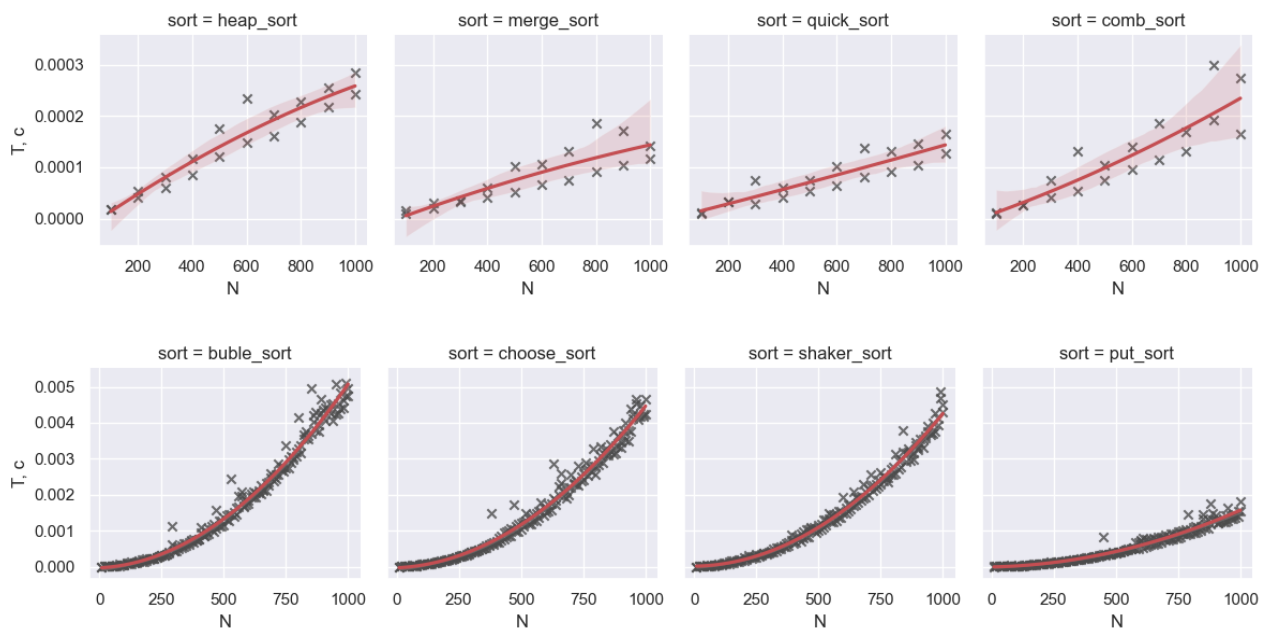 sort = heap_sort
sort = merge_sort
sort = quick_sort
sort = comb_sort
T, c
0.0003
0.0002
0.0001
0.0000
200 400 600 800 1000
200 400 600 800 1000
200 400 600 800 1000
200 400 600 800 1000
N
N
N
N
sort = buble_sort
sort = choose_sort
sort = shaker_sort
sort = put_sort
T, c
0.005
0.004
0.003
0.002
0.001
0.000
0 250 500 750 1000
0 250 500 750 1000
0 250 500 750 1000
0 250 500 750 1000
N
N
N
N